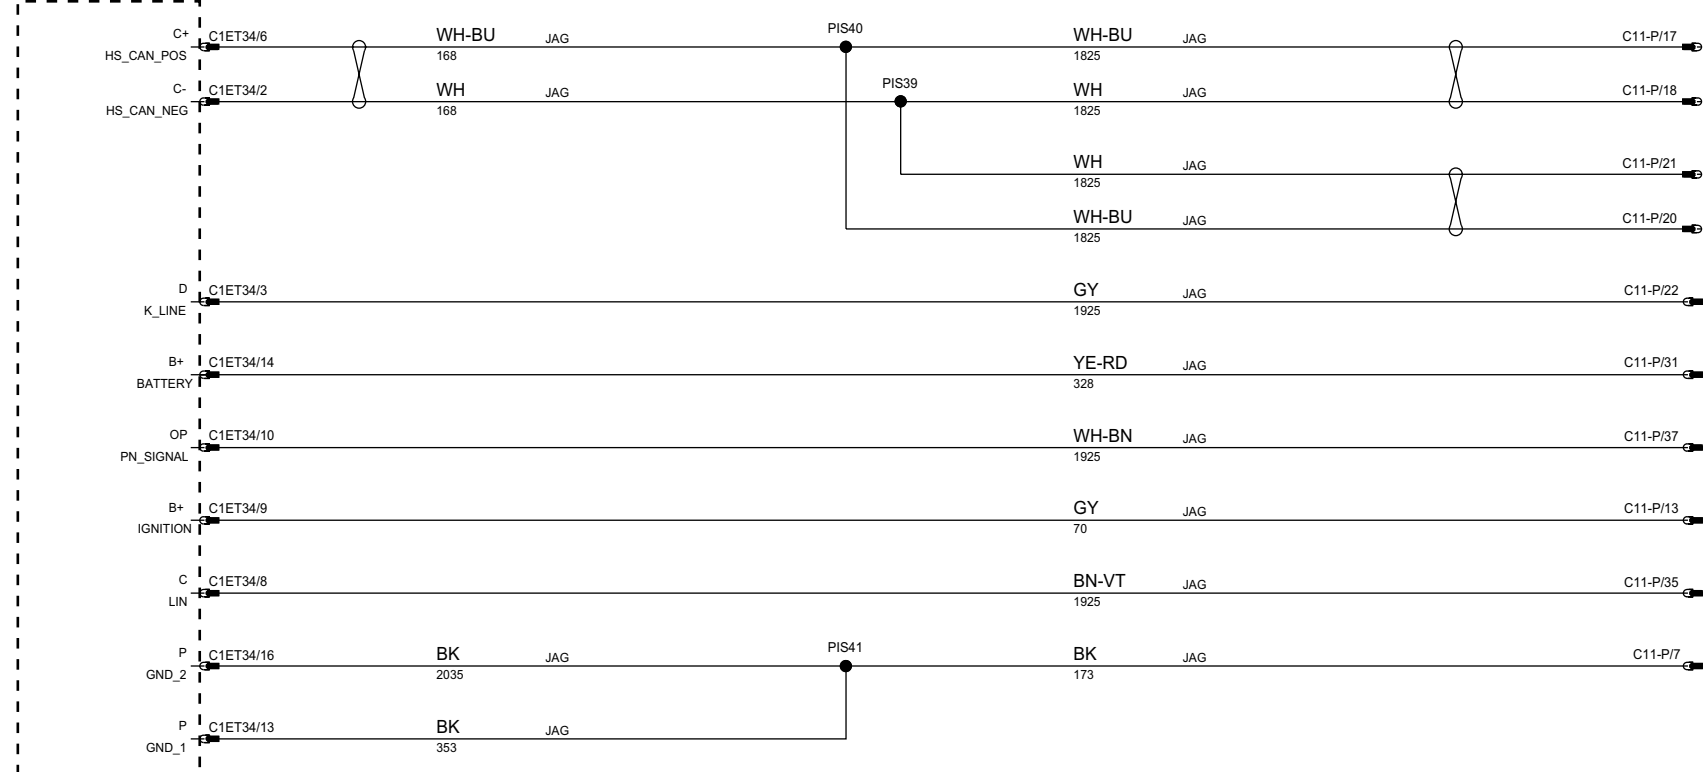 C+ C1ET34/6 WH-BU JAG PIS40 WH-BU JAG C11-P/17
HS_CAN_POS 168 1825
C- C1ET34/2 WH JAG PIS39 WH JAG C11-P/18
HS_CAN_NEG 168 1825
WH JAG C11-P/21
1825
WH-BU JAG C11-P/20
1825
D C1ET34/3 GY JAG C11-P/22
K_LINE 1925
B+ C1ET34/14 YE-RD JAG C11-P/31
BATTERY 328
OP C1ET34/10 WH-BN JAG C11-P/37
PN_SIGNAL 1925
B+ C1ET34/9 GY JAG C11-P/13
IGNITION 70
C C1ET34/8 BN-VT JAG C11-P/35
LIN 1925
P C1ET34/16 BK JAG PIS41 BK JAG C11-P/7
GND_2 2035 173
P C1ET34/13 BK JAG
GND_1 353